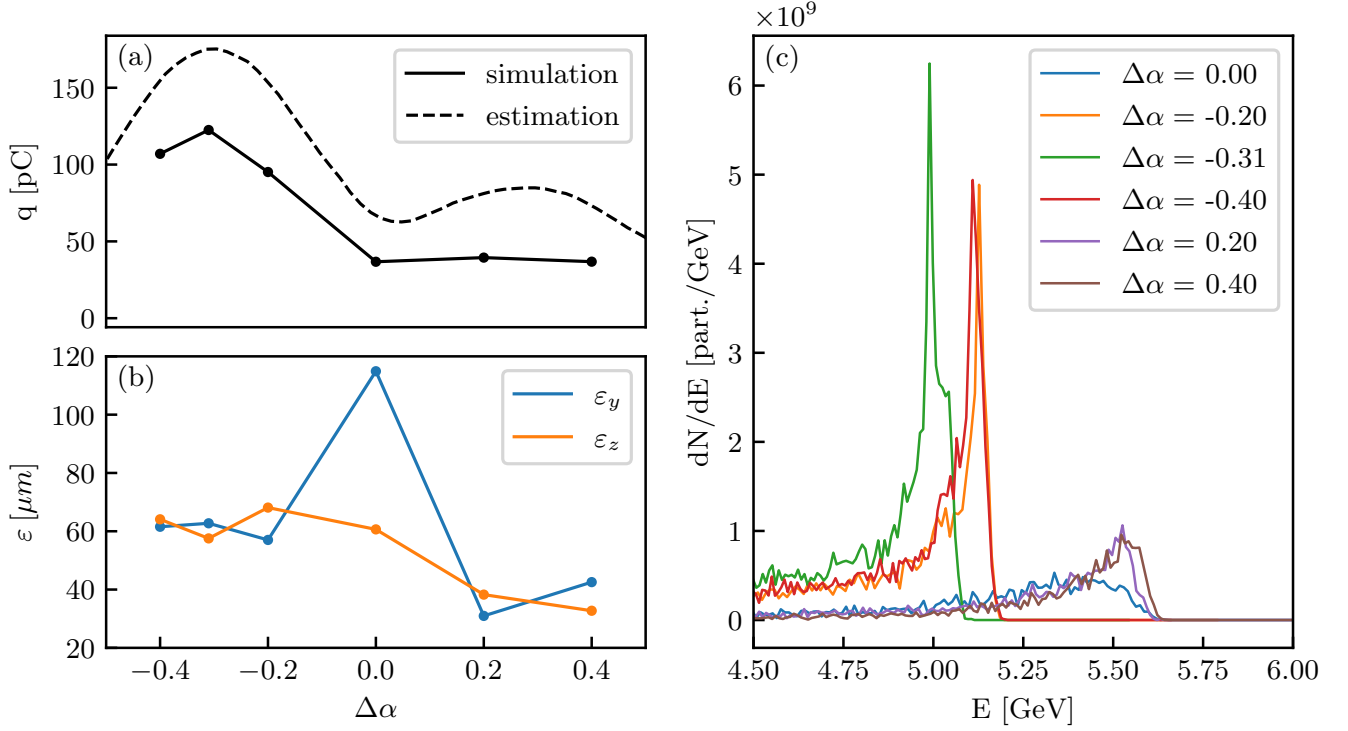 (a)
simulation
estimation
150
100
50
0
q [pC]
(b)
ε_y
ε_z
120
100
80
60
40
20
ε [μm]
−0.4
−0.2
0.0
0.2
0.4
Δα
×10^9
(c)
Δα = 0.00
Δα = -0.20
Δα = -0.31
Δα = -0.40
Δα = 0.20
Δα = 0.40
6
5
4
3
2
1
0
dN/dE [part./GeV]
4.50
4.75
5.00
5.25
5.50
5.75
6.00
E [GeV]